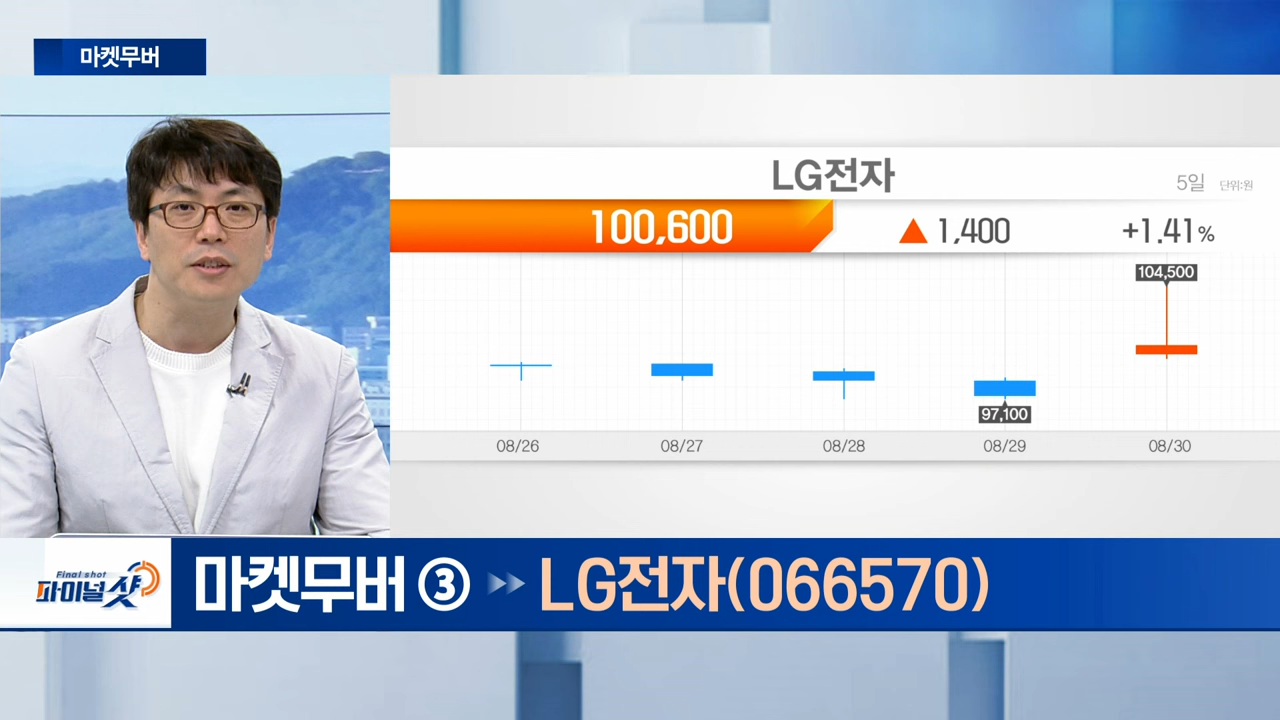 마켓무버
LG전자
5일 단위:원
100,600 ▲ 1,400 +1.41%
104,500
97,100
08/26 08/27 08/28 08/29 08/30
Final shot
파이널샷
마켓무버 ③ LG전자(066570)